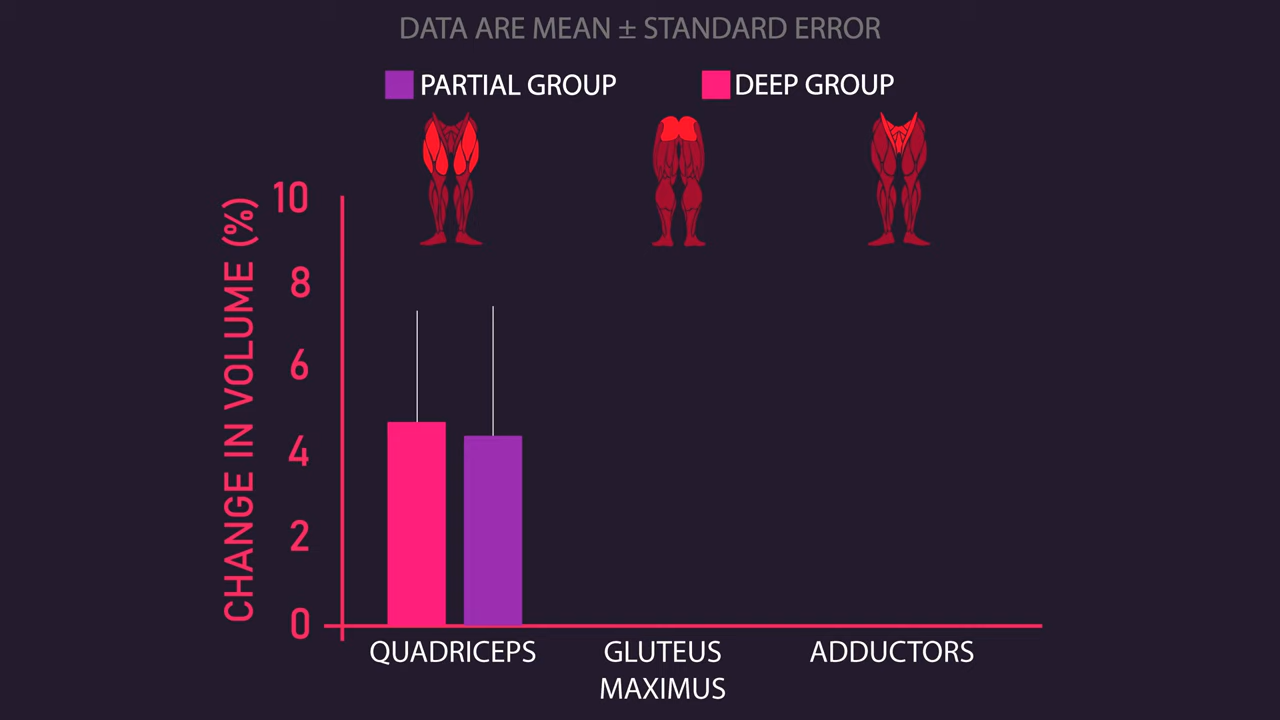 DATA ARE MEAN ± STANDARD ERROR
PARTIAL GROUP
DEEP GROUP
CHANGE IN VOLUME (%)
10
8
6
4
2
0
QUADRICEPS
GLUTEUS
MAXIMUS
ADDUCTORS